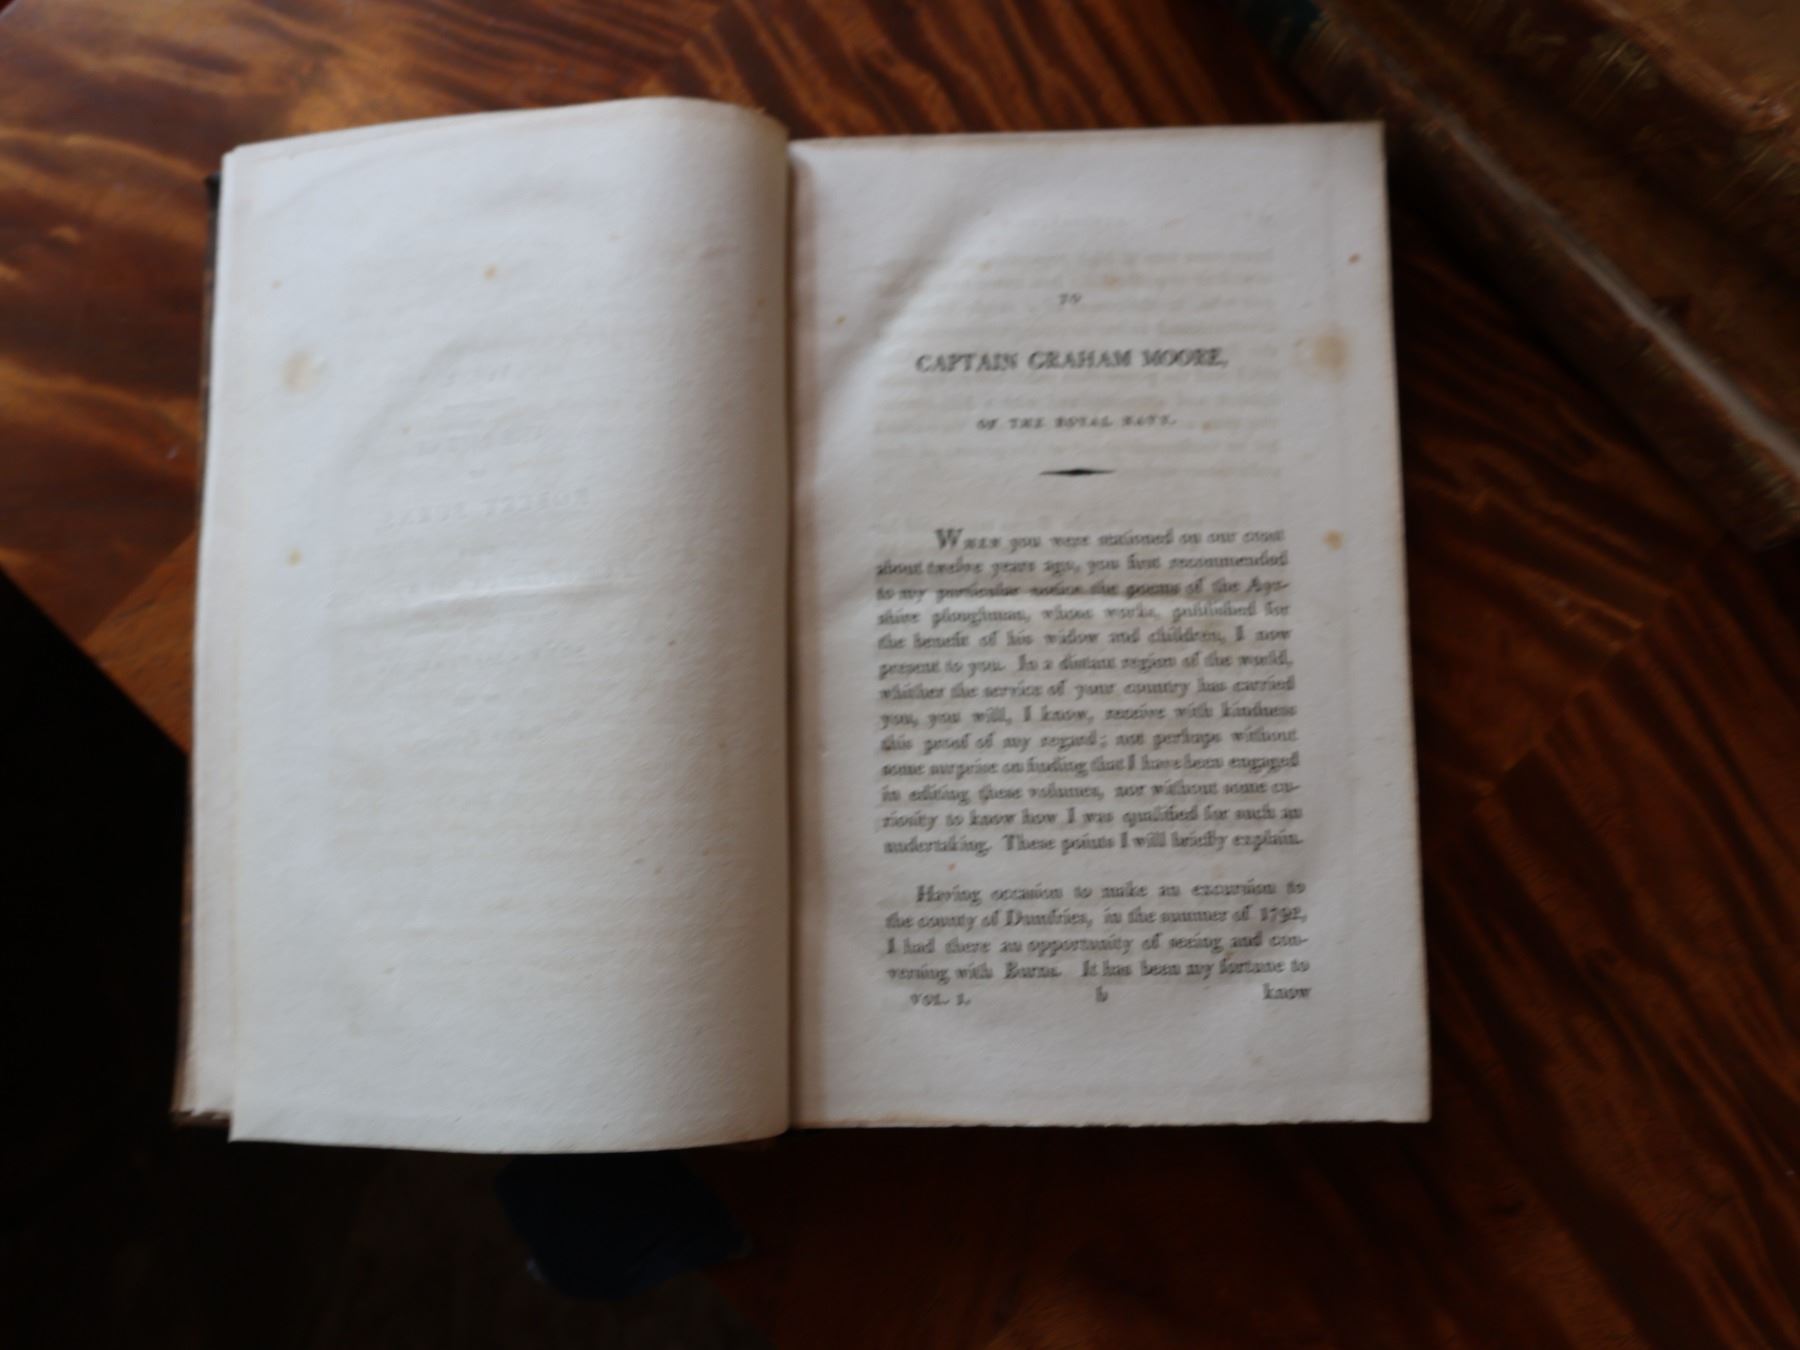 TO
CAPTAIN GRAHAM MOORE,
OF THE ROYAL NAVY.
WHEN you were stationed on our coast
about twelve years ago, you first recommended
to my particular notice the poems of the Ayr-
shire ploughman, whose works, published for
the benefit of his widow and children, I now
present to you. In a distant region of the world,
whither the service of your country has carried
you, you will, I know, receive with kindness
this proof of my regard; not perhaps without
some surprise on finding that I have been engaged
in editing these volumes, nor without some cu-
riosity to know how I was qualified for such an
undertaking. These points I will briefly explain.
Having occasion to make an excursion to
the county of Dumfries, in the summer of 1792,
I had there an opportunity of seeing and con-
versing with Burns. It has been my fortune to
VOL. I. b know